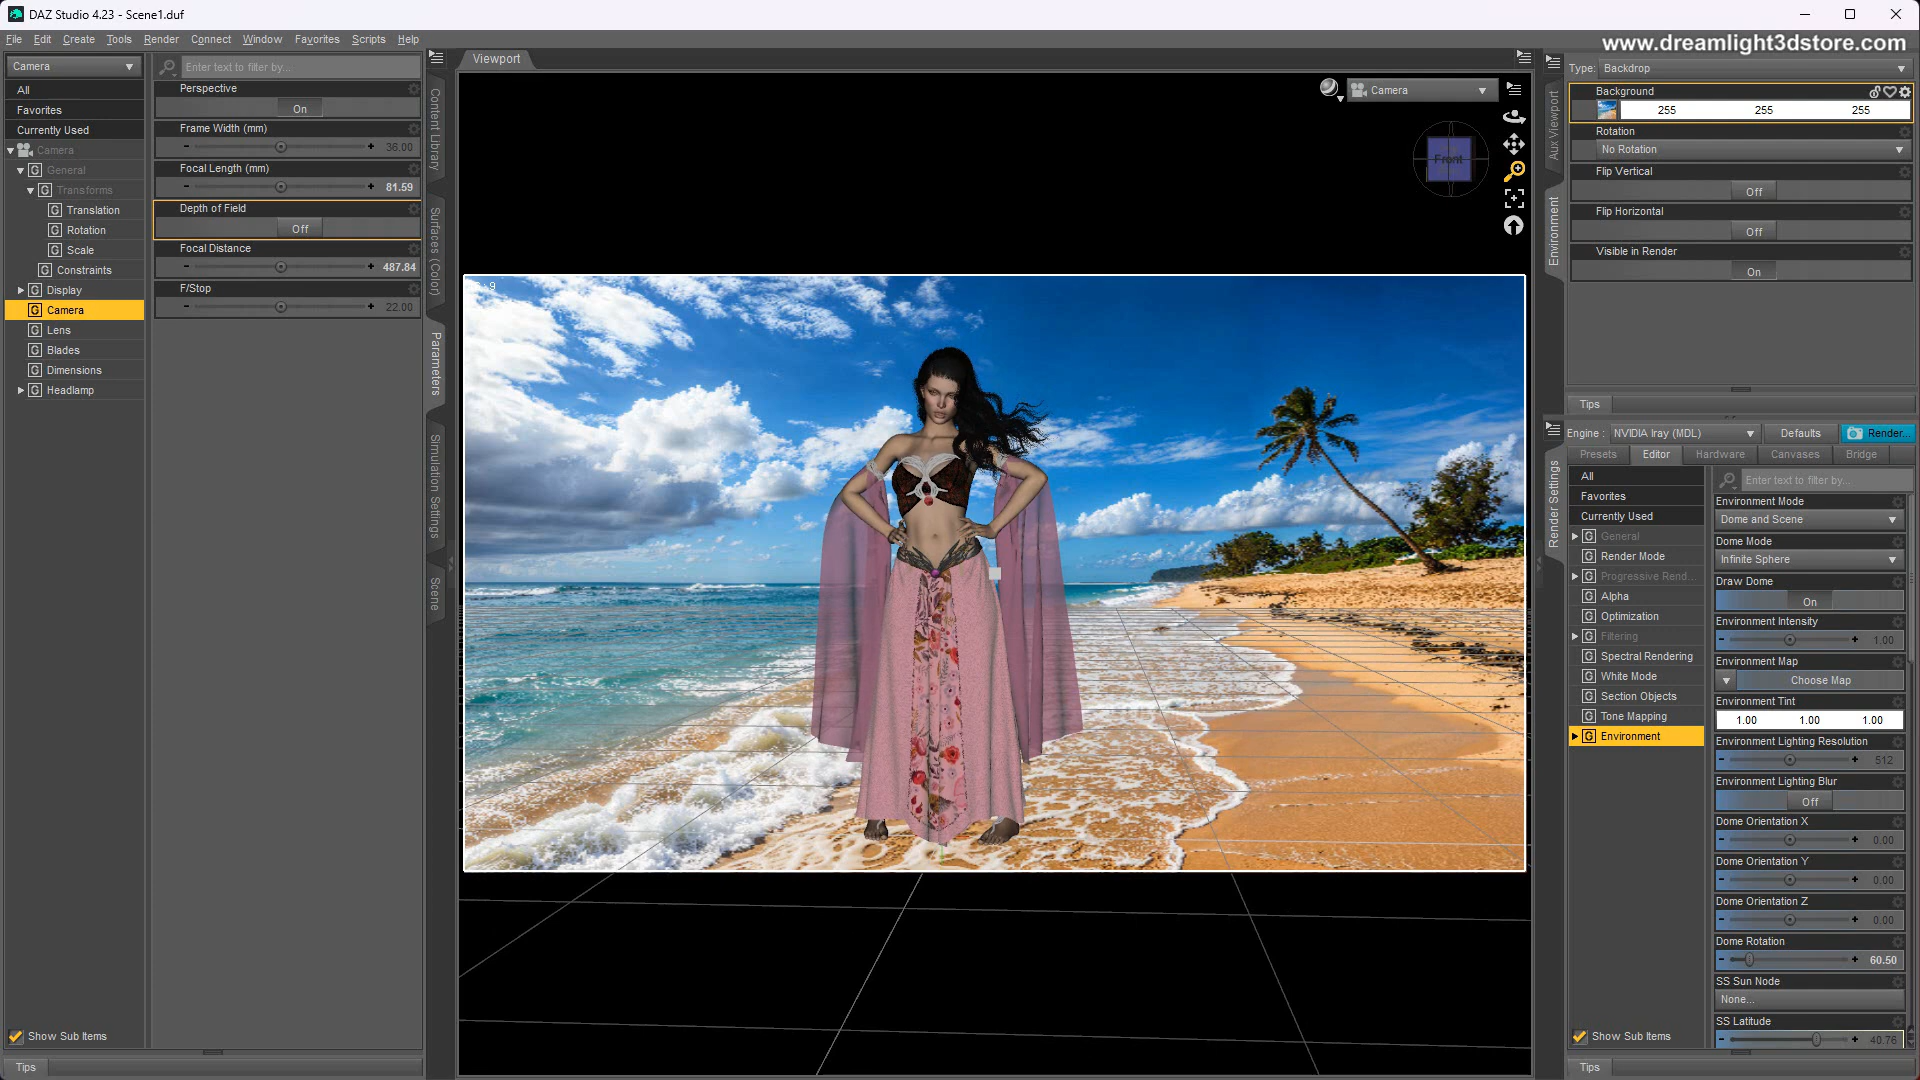 DAZ Studio 4.23 - Scene1.duf
File Edit Create Tools Render Connect Window Favorites Scripts Help
www.dreamlight3dstore.com
Camera
All
Favorites
Currently Used
Camera
General
Transforms
Translation
Rotation
Scale
Constraints
Display
Camera
Lens
Blades
Dimensions
Headlamp
Show Sub Items
Tips
Enter text to filter by...
Perspective
On
Frame Width (mm)
- + 36.00
Focal Length (mm)
- + 81.59
Depth of Field
Off
Focal Distance
- + 487.84
F/Stop
- + 22.00
Content Library
Surfaces (Color)
Parameters
Simulation Settings
Scene
Viewport
Camera
Front
Aux Viewport
Environment
Type: Backdrop
Background
255 255 255
Rotation
No Rotation
Flip Vertical
Off
Flip Horizontal
Off
Visible in Render
On
Tips
Render Settings
Engine : NVIDIA Iray (MDL) Defaults Render...
Presets Editor Hardware Canvases Bridge
All
Favorites
Currently Used
General
Render Mode
Progressive Rend...
Alpha
Optimization
Filtering
Spectral Rendering
White Mode
Section Objects
Tone Mapping
Environment
Show Sub Items
Enter text to filter by...
Environment Mode
Dome and Scene
Dome Mode
Infinite Sphere
Draw Dome
On
Environment Intensity
- + 1.00
Environment Map
Choose Map
Environment Tint
1.00 1.00 1.00
Environment Lighting Resolution
- + 512
Environment Lighting Blur
Off
Dome Orientation X
- + 0.00
Dome Orientation Y
- + 0.00
Dome Orientation Z
- + 0.00
Dome Rotation
- + 60.50
SS Sun Node
None...
SS Latitude
- + 40.76
Tips